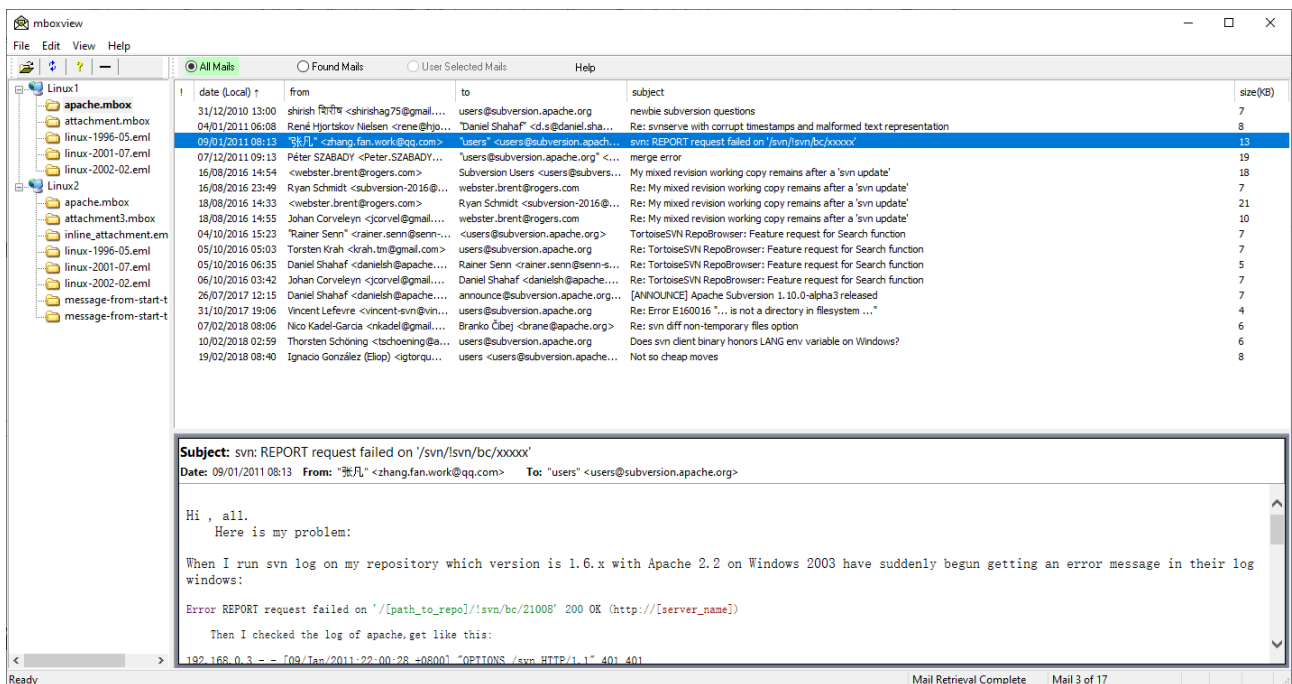 mboxview
File Edit View Help
All Mails Found Mails User Selected Mails Help
Linux1
apache.mbox
attachment.mbox
linux-1996-05.eml
linux-2001-07.eml
linux-2002-02.eml
Linux2
apache.mbox
attachment3.mbox
inline_attachment.em
linux-1996-05.eml
linux-2001-07.eml
linux-2002-02.eml
message-from-start-t
message-from-start-t
! date (Local) ↑ from to subject size(KB)
31/12/2010 13:00 shirish शिरीष <shirishag75@gmail.... users@subversion.apache.org newbie subversion questions 7
04/01/2011 06:08 René Hjortskov Nielsen <rene@hjo... "Daniel Shahaf" <d.s@daniel.sha... Re: svnserve with corrupt timestamps and malformed text representation 8
09/01/2011 08:13 "张凡" <zhang.fan.work@qq.com> "users" <users@subversion.apach... svn: REPORT request failed on '/svn/!svn/bc/xxxxx' 13
07/12/2011 09:13 Péter SZABADY <Peter.SZABADY... "users@subversion.apache.org" <... merge error 19
16/08/2016 14:54 <webster.brent@rogers.com> Subversion Users <users@subvers... My mixed revision working copy remains after a 'svn update' 18
16/08/2016 23:49 Ryan Schmidt <subversion-2016@... webster.brent@rogers.com Re: My mixed revision working copy remains after a 'svn update' 7
18/08/2016 14:33 <webster.brent@rogers.com> Ryan Schmidt <subversion-2016@... Re: My mixed revision working copy remains after a 'svn update' 21
18/08/2016 14:55 Johan Corveleyn <jcorvel@gmail.... webster.brent@rogers.com Re: My mixed revision working copy remains after a 'svn update' 10
04/10/2016 15:23 "Rainer Senn" <rainer.senn@senn-... <users@subversion.apache.org> TortoiseSVN RepoBrowser: Feature request for Search function 7
05/10/2016 05:03 Torsten Krah <krah.tm@gmail.com> users@subversion.apache.org Re: TortoiseSVN RepoBrowser: Feature request for Search function 7
05/10/2016 06:35 Daniel Shahaf <danielsh@apache.... Rainer Senn <rainer.senn@senn-s... Re: TortoiseSVN RepoBrowser: Feature request for Search function 5
06/10/2016 03:42 Johan Corveleyn <jcorvel@gmail.... Daniel Shahaf <danielsh@apache.... Re: TortoiseSVN RepoBrowser: Feature request for Search function 7
26/07/2017 12:15 Daniel Shahaf <danielsh@apache.... announce@subversion.apache.org... [ANNOUNCE] Apache Subversion 1.10.0-alpha3 released 7
31/10/2017 19:06 Vincent Lefevre <vincent-svn@vin... users@subversion.apache.org Re: Error E160016 "... is not a directory in filesystem ..." 4
07/02/2018 08:06 Nico Kadel-Garcia <nkadel@gmail.... Branko Čibej <brane@apache.org> Re: svn diff non-temporary files option 6
10/02/2018 02:59 Thorsten Schöning <tschoening@a... users@subversion.apache.org Does svn client binary honors LANG env variable on Windows? 6
19/02/2018 08:40 Ignacio González (Eliop) <igtorqu... users <users@subversion.apache... Not so cheap moves 8
Subject: svn: REPORT request failed on '/svn/!svn/bc/xxxxx'
Date: 09/01/2011 08:13 From: "张凡" <zhang.fan.work@qq.com> To: "users" <users@subversion.apache.org>
Hi , all.
Here is my problem:
When I run svn log on my repository which version is 1.6.x with Apache 2.2 on Windows 2003 have suddenly begun getting an error message in their log
windows:
Error REPORT request failed on '/[path_to_repo]/!svn/bc/21008' 200 OK (http://[server_name])
Then I checked the log of apache,get like this:
192.168.0.3 - - [09/Jan/2011:22:00:28 +0800] "OPTIONS /svn HTTP/1.1" 401 401
Ready Mail Retrieval Complete Mail 3 of 17